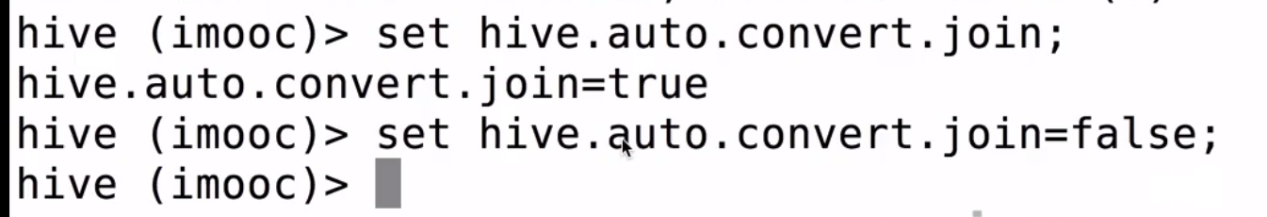 hive (imooc)> set hive.auto.convert.join;
hive.auto.convert.join=true
hive (imooc)> set hive.auto.convert.join=false;
hive (imooc)>